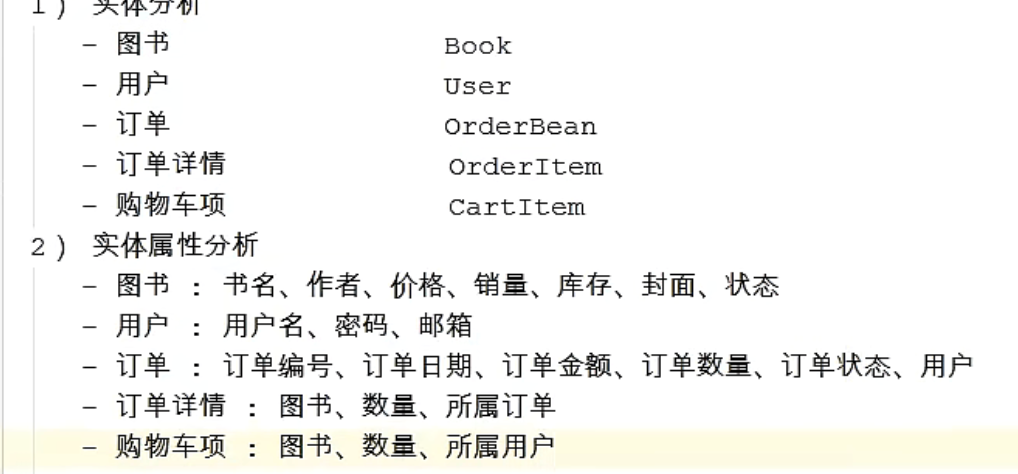 1) 实体分析
- 图书 Book
- 用户 User
- 订单 OrderBean
- 订单详情 OrderItem
- 购物车项 CartItem
2) 实体属性分析
- 图书 : 书名、作者、价格、销量、库存、封面、状态
- 用户 : 用户名、密码、邮箱
- 订单 : 订单编号、订单日期、订单金额、订单数量、订单状态、用户
- 订单详情 : 图书、数量、所属订单
- 购物车项 : 图书、数量、所属用户